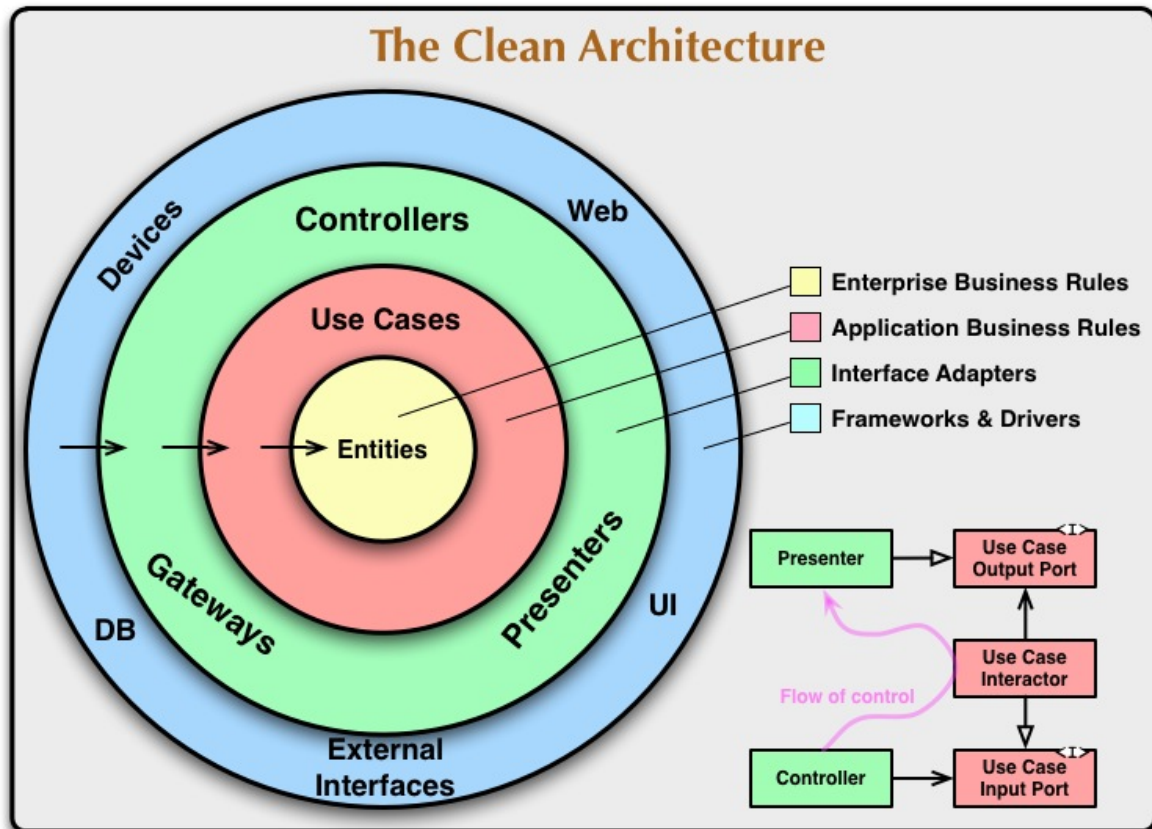 The Clean Architecture
Devices
Web
Controllers
Use Cases
Entities
Gateways
Presenters
DB
UI
External
Interfaces
Enterprise Business Rules
Application Business Rules
Interface Adapters
Frameworks & Drivers
Presenter
<I>
Use Case
Output Port
Use Case
Interactor
Flow of control
Controller
<I>
Use Case
Input Port